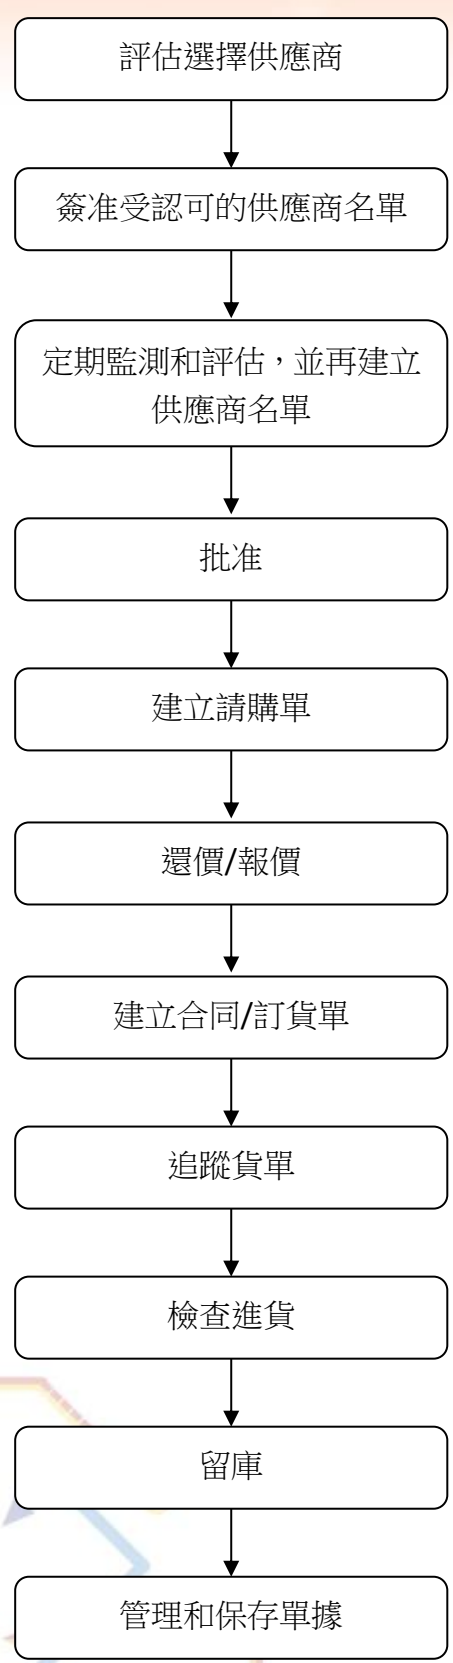 評估選擇供應商
簽准受認可的供應商名單
定期監測和評估，並再建立
供應商名單
批准
建立請購單
還價/報價
建立合同/訂貨單
追蹤貨單
檢查進貨
留庫
管理和保存單據